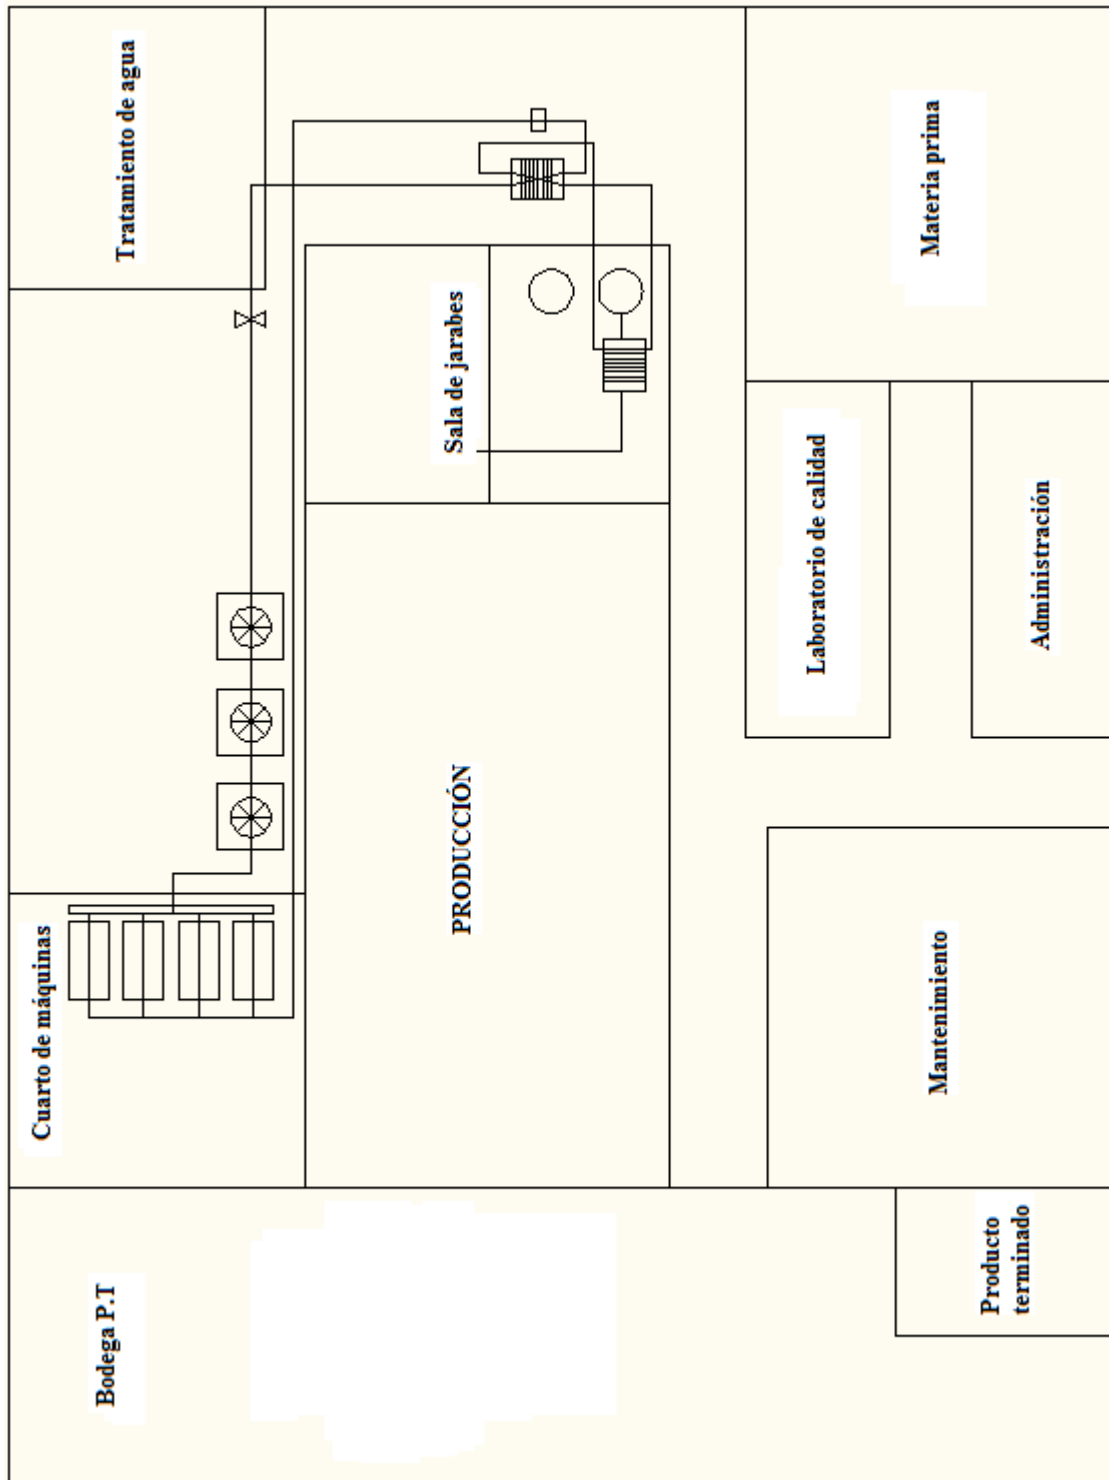 Tratamiento de agua
Materia prima
Sala de jarabes
Laboratorio de calidad
Administración
PRODUCCIÓN
Cuarto de máquinas
Mantenimiento
Bodega P.T
Producto
terminado